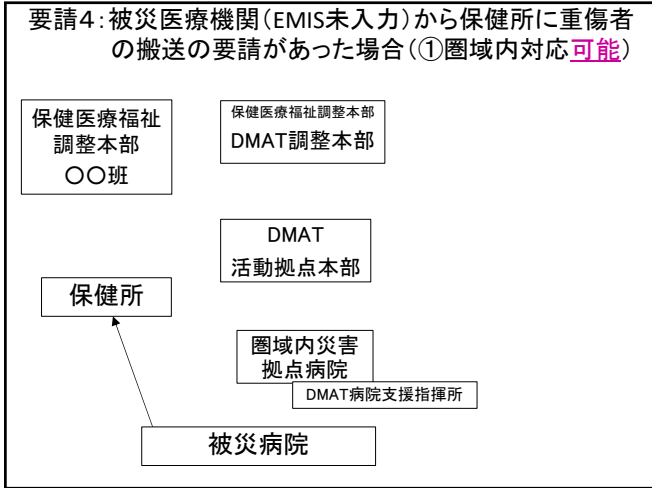 要請4:被災医療機関(EMIS未入力)から保健所に重傷者
の搬送の要請があった場合(①圏域内対応可能)
保健医療福祉
調整本部
〇〇班
保健医療福祉調整本部
DMAT調整本部
DMAT
活動拠点本部
保健所
圏域内災害
拠点病院
DMAT病院支援指揮所
被災病院